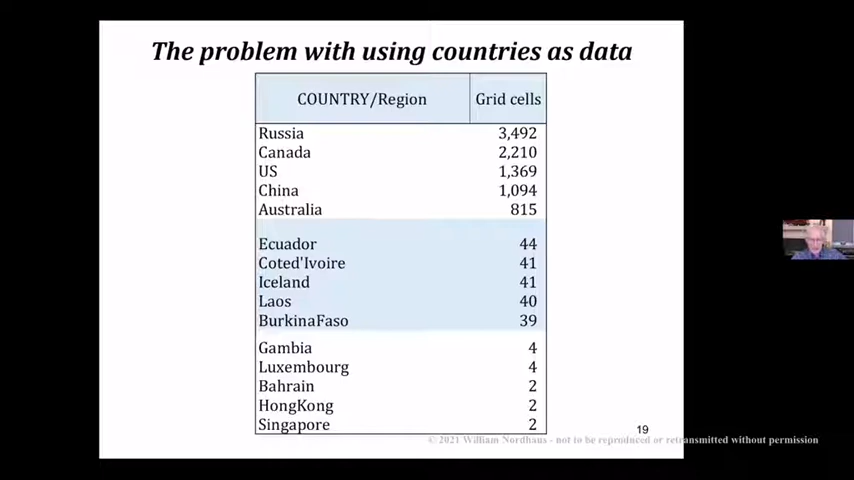 The problem with using countries as data
COUNTRY/Region Grid cells
Russia 3,492
Canada 2,210
US 1,369
China 1,094
Australia 815
Ecuador 44
Coted'Ivoire 41
Iceland 41
Laos 40
BurkinaFaso 39
Gambia 4
Luxembourg 4
Bahrain 2
HongKong 2
Singapore 2
19
© 2021 William Nordhaus - not to be reproduced or retransmitted without permission